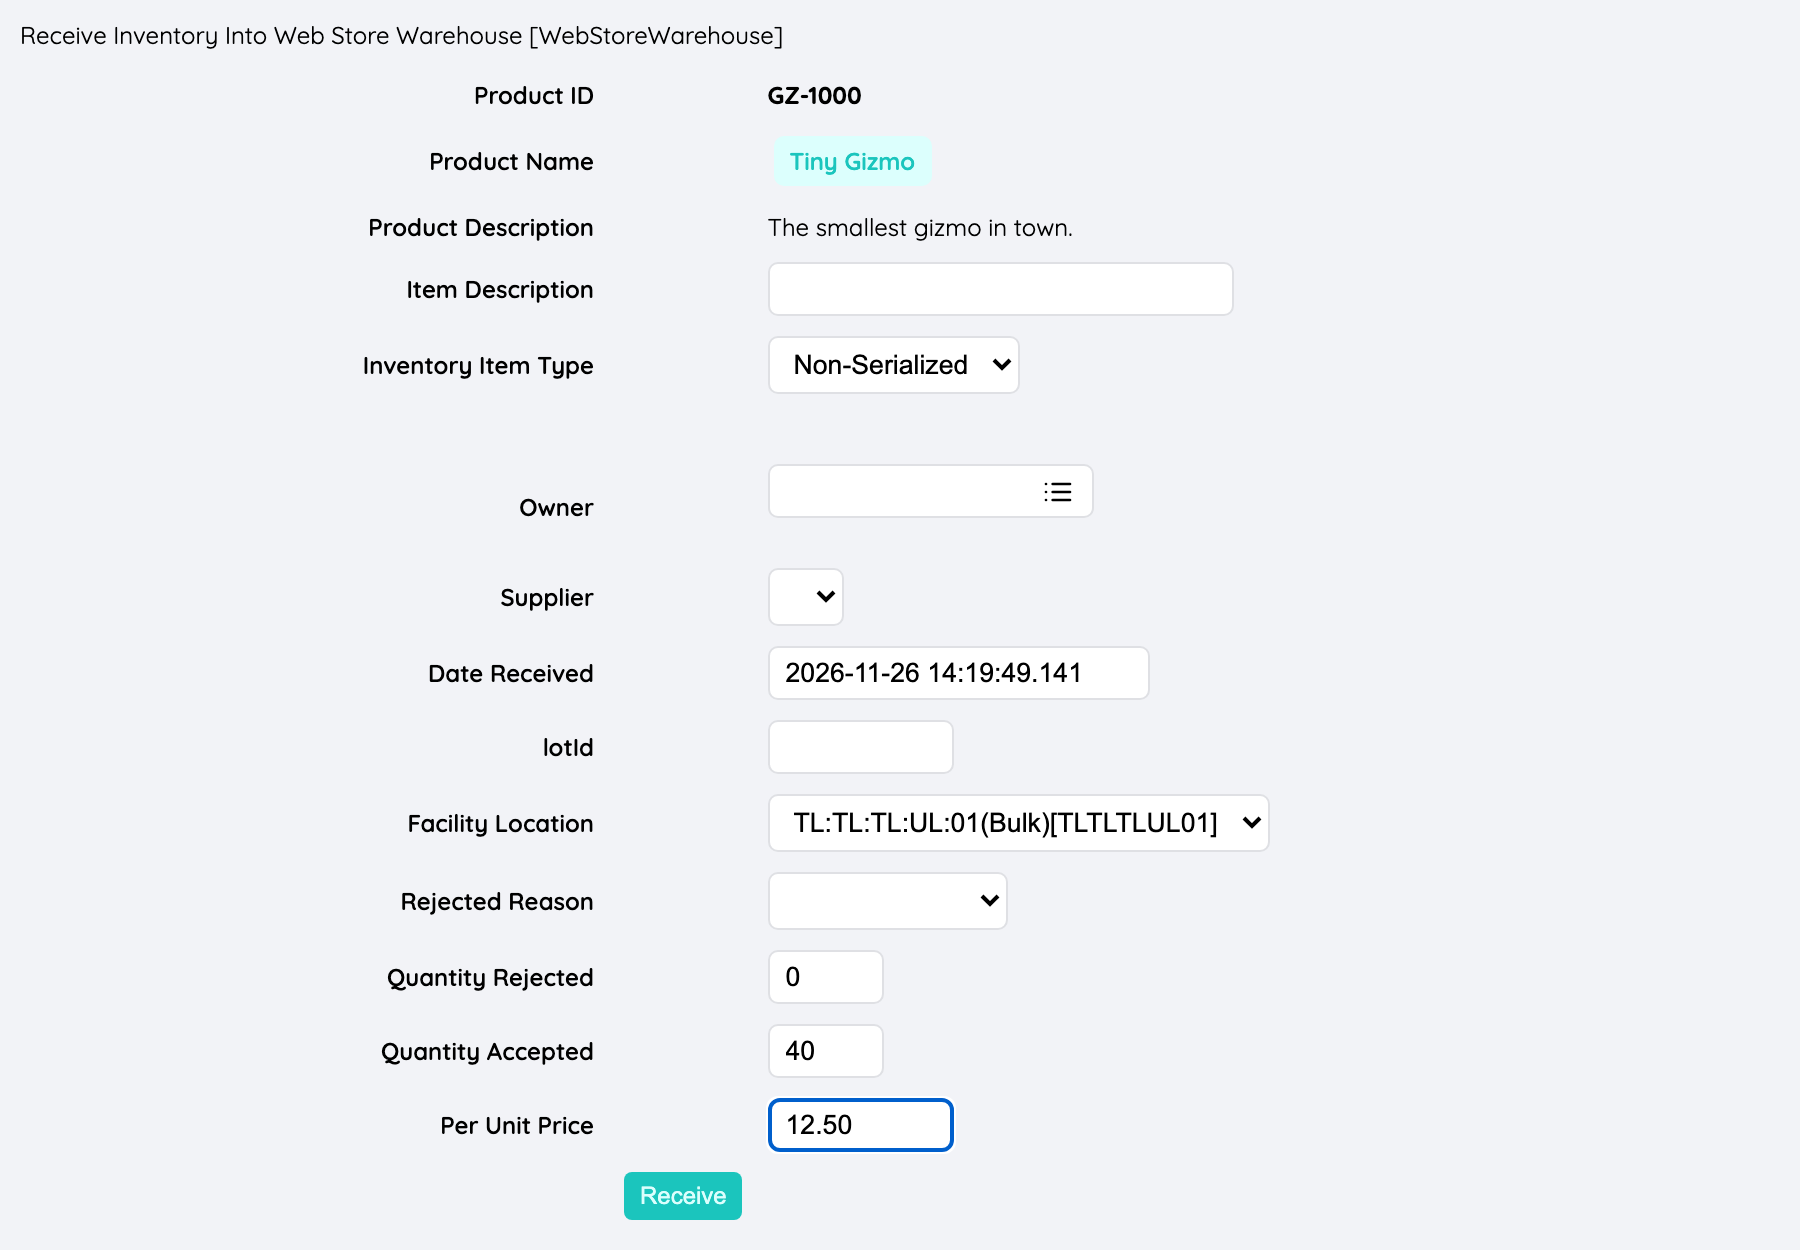 Receive Inventory Into Web Store Warehouse [WebStoreWarehouse]
Product ID GZ-1000
Product Name Tiny Gizmo
Product Description The smallest gizmo in town.
Item Description
Inventory Item Type Non-Serialized
Owner
Supplier
Date Received 2026-11-26 14:19:49.141
lotId
Facility Location TL:TL:TL:UL:01(Bulk)[TLTLTLUL01]
Rejected Reason
Quantity Rejected 0
Quantity Accepted 40
Per Unit Price 12.50
Receive